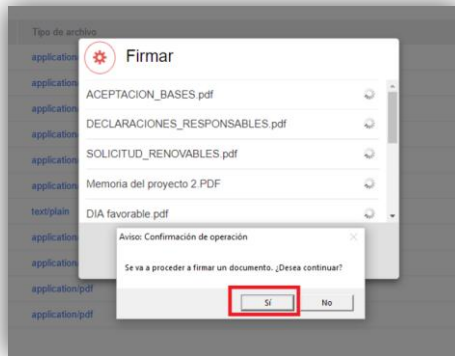 Tipo de archivo
Firmar
application/
application
ACEPTACION_BASES.pdf
application/
DECLARACIONES_RESPONSABLES.pdf
application/
application/
SOLICITUD_RENOVABLES.pdf
application/
Memoria del proyecto 2.PDF
text/plain
DIA favorable.pdf
application/
Aviso: Confirmación de operación
application/
Se va a proceder a firmar un documento. ¿Desea continuar?
application/pdf
Sí
No
application/pdf